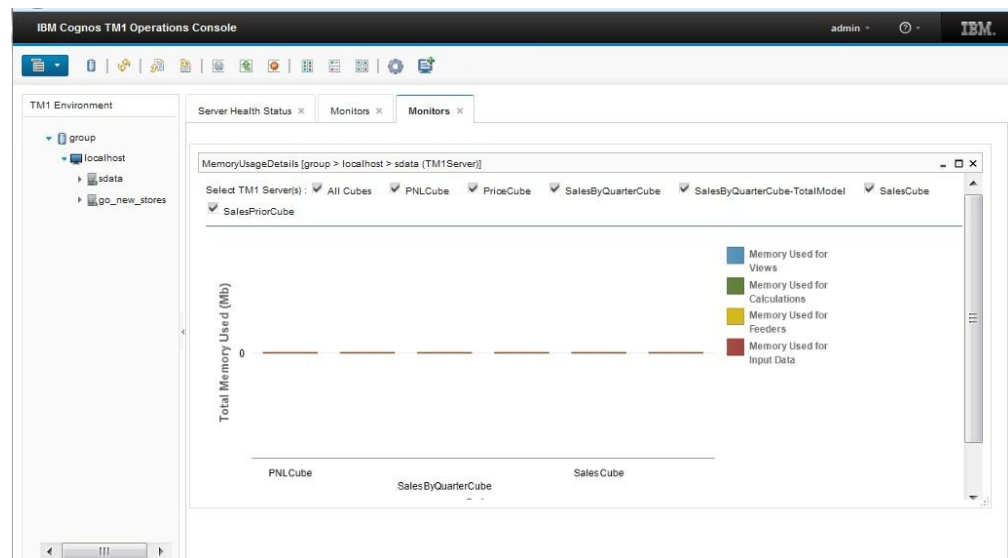 IBM Cognos TM1 Operations Console
admin
IBM.
TM1 Environment
group
localhost
sdata
go_new_stores
Server Health Status
Monitors
Monitors
MemoryUsageDetails [group > localhost > sdata (TM1Server)]
Select TM1 Server(s) : All Cubes PNLCube PriceCube SalesByQuarterCube SalesByQuarterCube-TotalModel SalesCube
SalesPriorCube
Total Memory Used (Mb)
0
Memory Used for
Views
Memory Used for
Calculations
Memory Used for
Feeders
Memory Used for
Input Data
PNLCube
SalesByQuarterCube
SalesCube